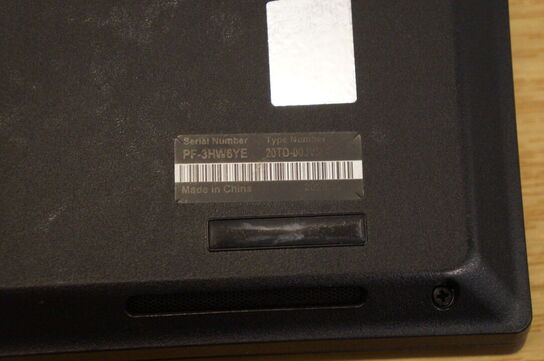 Serial Number Type Number
PF-3HW6YE
Made in China